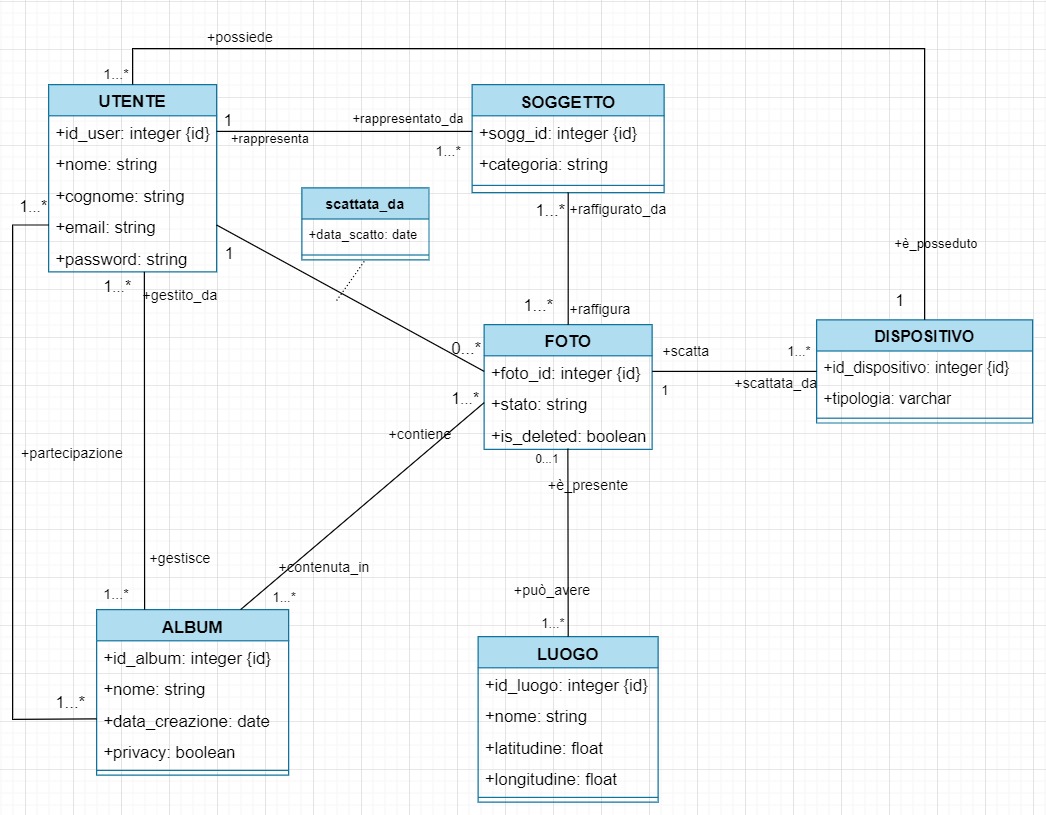 +possiede
1...*
UTENTE
+id_user: integer {id}
+nome: string
+cognome: string
+email: string
+password: string
1
+rappresenta
+rappresentato_da
1...*
SOGGETTO
+sogg_id: integer {id}
+categoria: string
scattata_da
+data_scatto: date
1...*
+raffigurato_da
1...*
+è_posseduto
1
1...*
+gestito_da
1
1...*
+raffigura
0...*
FOTO
+foto_id: integer {id}
+stato: string
+is_deleted: boolean
+scatta
1...*
+scattata_da
1
DISPOSITIVO
+id_dispositivo: integer {id}
+tipologia: varchar
1...*
+contiene
+partecipazione
0...1
+è_presente
+gestisce
+contenuta_in
1...*
1...*
+può_avere
1...*
ALBUM
+id_album: integer {id}
+nome: string
+data_creazione: date
+privacy: boolean
1...*
LUOGO
+id_luogo: integer {id}
+nome: string
+latitudine: float
+longitudine: float